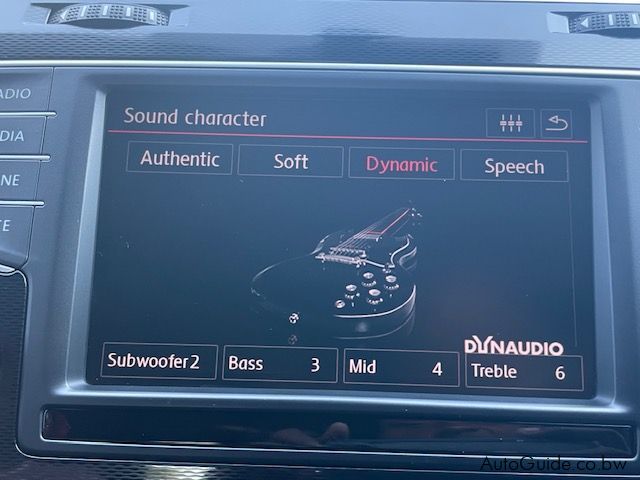 ADIO
DIA
NE
TE
Sound character
Authentic Soft Dynamic Speech
DYNAUDIO
Subwoofer 2 Bass 3 Mid 4 Treble 6
AutoGuide.co.bw